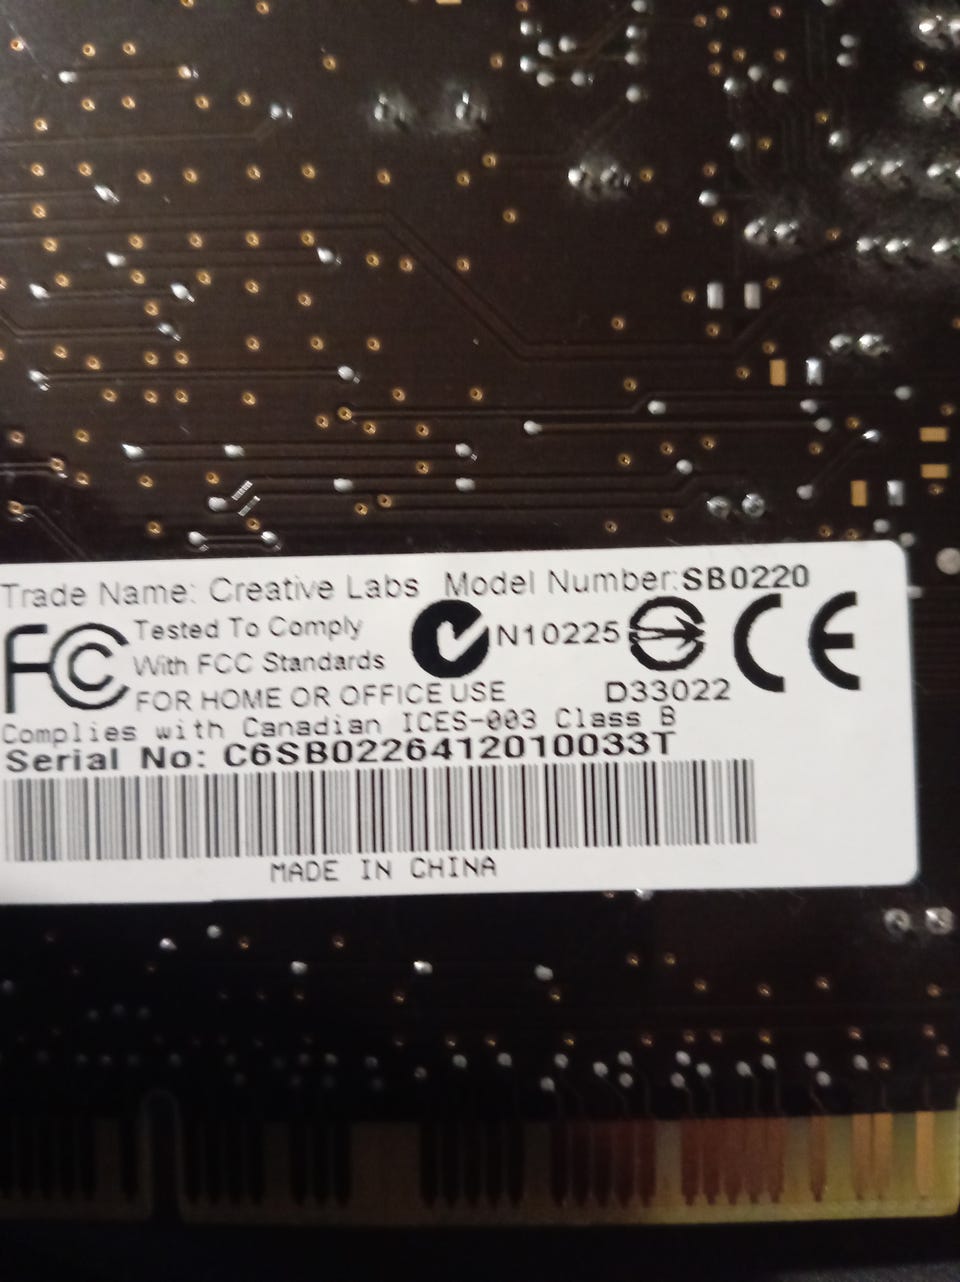 Trade Name: Creative Labs Model Number:SB0220
FC Tested To Comply
With FCC Standards
FOR HOME OR OFFICE USE
N10225
D33022
CE
Complies with Canadian ICES-003 Class B
Serial No: C6SB0226412010033T
MADE IN CHINA